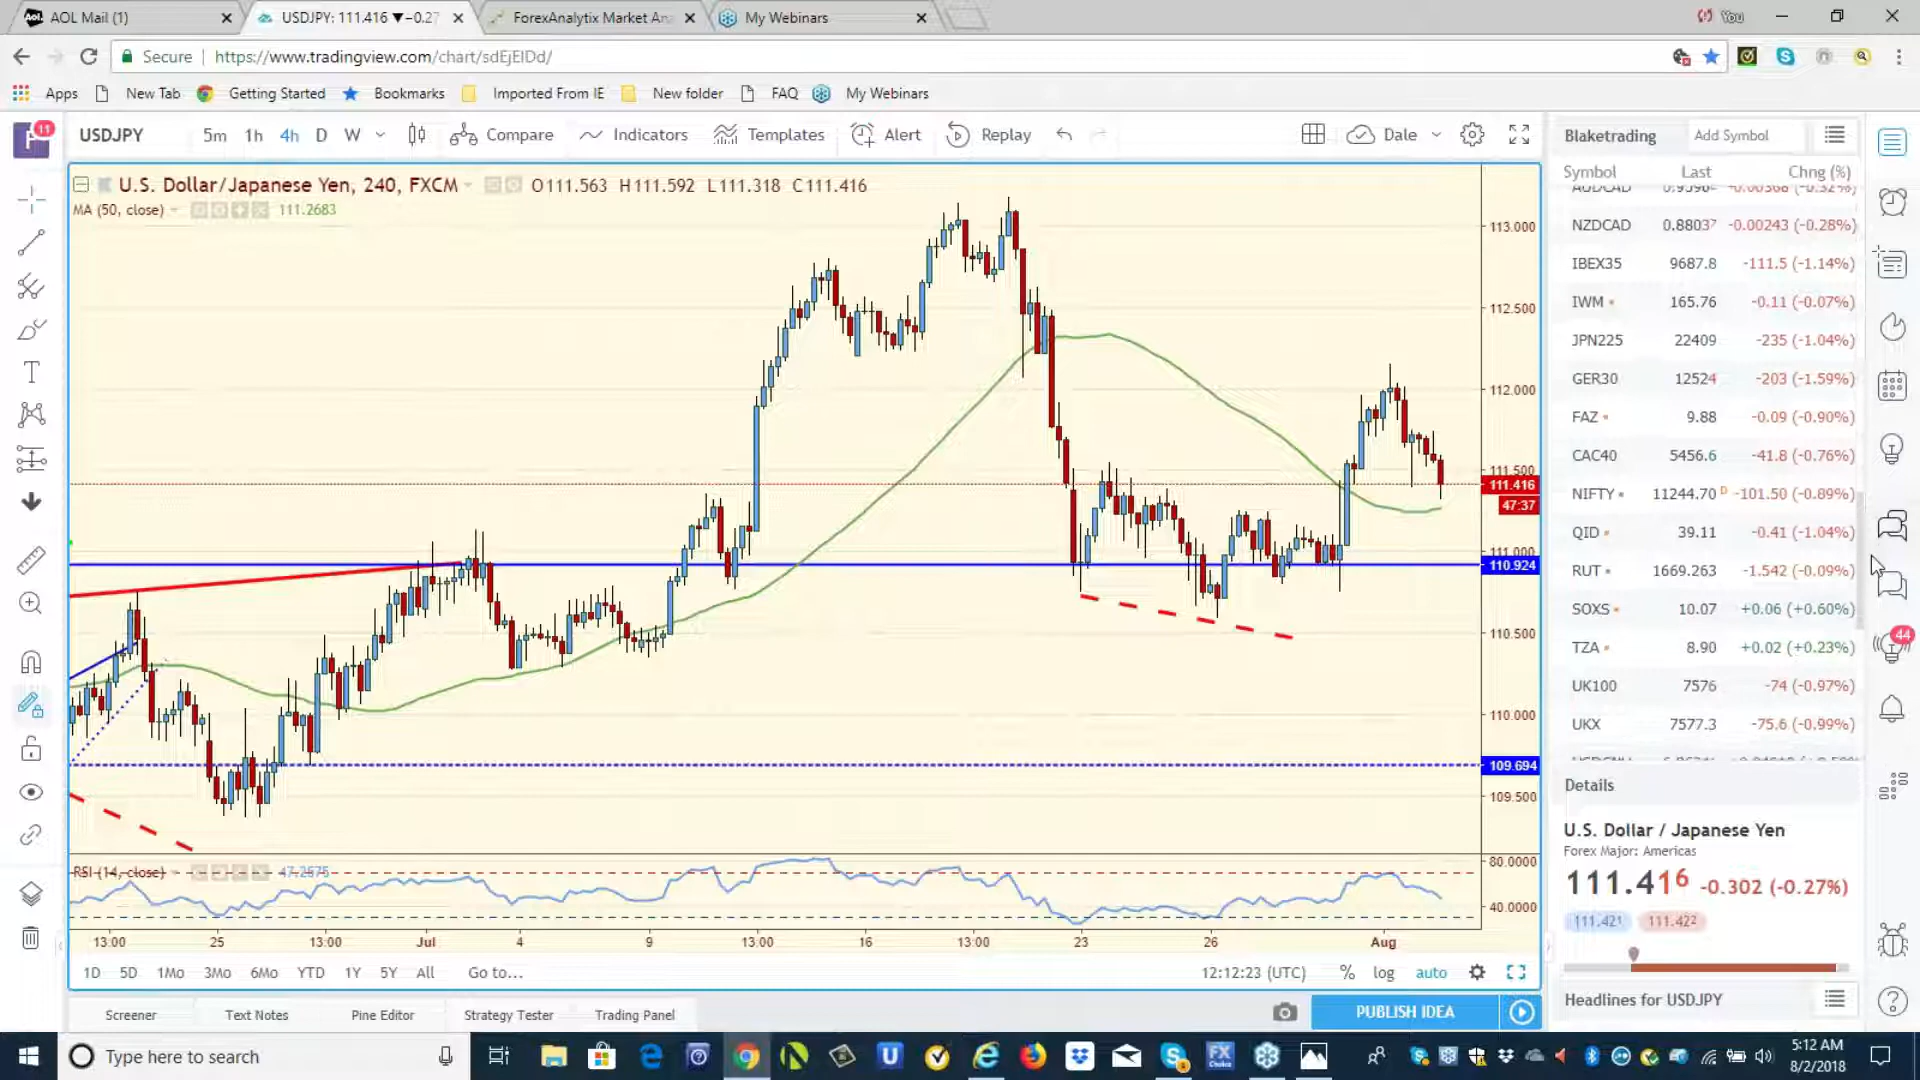 AOL Mail (1)
USDJPY: 111.416 ▼−0.27
ForexAnalytix Market An
My Webinars
You
Secure
https://www.tradingview.com/chart/sdEjEIDd/
Apps
New Tab
Getting Started
Bookmarks
Imported From IE
New folder
FAQ
My Webinars
11
USDJPY
5m 1h 4h D W
Compare
Indicators
Templates
Alert
Replay
Dale
U.S. Dollar/Japanese Yen, 240, FXCM
O111.563 H111.592 L111.318 C111.416
MA (50, close)
111.2683
113.000
112.500
112.000
111.500
111.416
47:37
111.000
110.924
110.500
110.000
109.694
109.500
RSI (14, close)
47.2575
80.0000
40.0000
13:00 25 13:00 Jul 4 9 13:00 16 13:00 23 26 Aug
1D 5D 1Mo 3Mo 6Mo YTD 1Y 5Y All Go to...
12:12:23 (UTC) % log auto
Screener
Text Notes
Pine Editor
Strategy Tester
Trading Panel
PUBLISH IDEA
Blaketrading
Add Symbol
Symbol Last Chng (%)
NZDCAD 0.88037 -0.00243 (-0.28%)
IBEX35 9687.8 -111.5 (-1.14%)
IWM 165.76 -0.11 (-0.07%)
JPN225 22409 -235 (-1.04%)
GER30 12524 -203 (-1.59%)
FAZ 9.88 -0.09 (-0.90%)
CAC40 5456.6 -41.8 (-0.76%)
NIFTY 11244.70 D -101.50 (-0.89%)
QID 39.11 -0.41 (-1.04%)
RUT 1669.263 -1.542 (-0.09%)
SOXS 10.07 +0.06 (+0.60%)
TZA 8.90 +0.02 (+0.23%)
UK100 7576 -74 (-0.97%)
UKX 7577.3 -75.6 (-0.99%)
Details
U.S. Dollar / Japanese Yen
Forex Major: Americas
111.416 -0.302 (-0.27%)
111.421 111.422
Headlines for USDJPY
44
Type here to search
FX
Choice
5:12 AM
8/2/2018